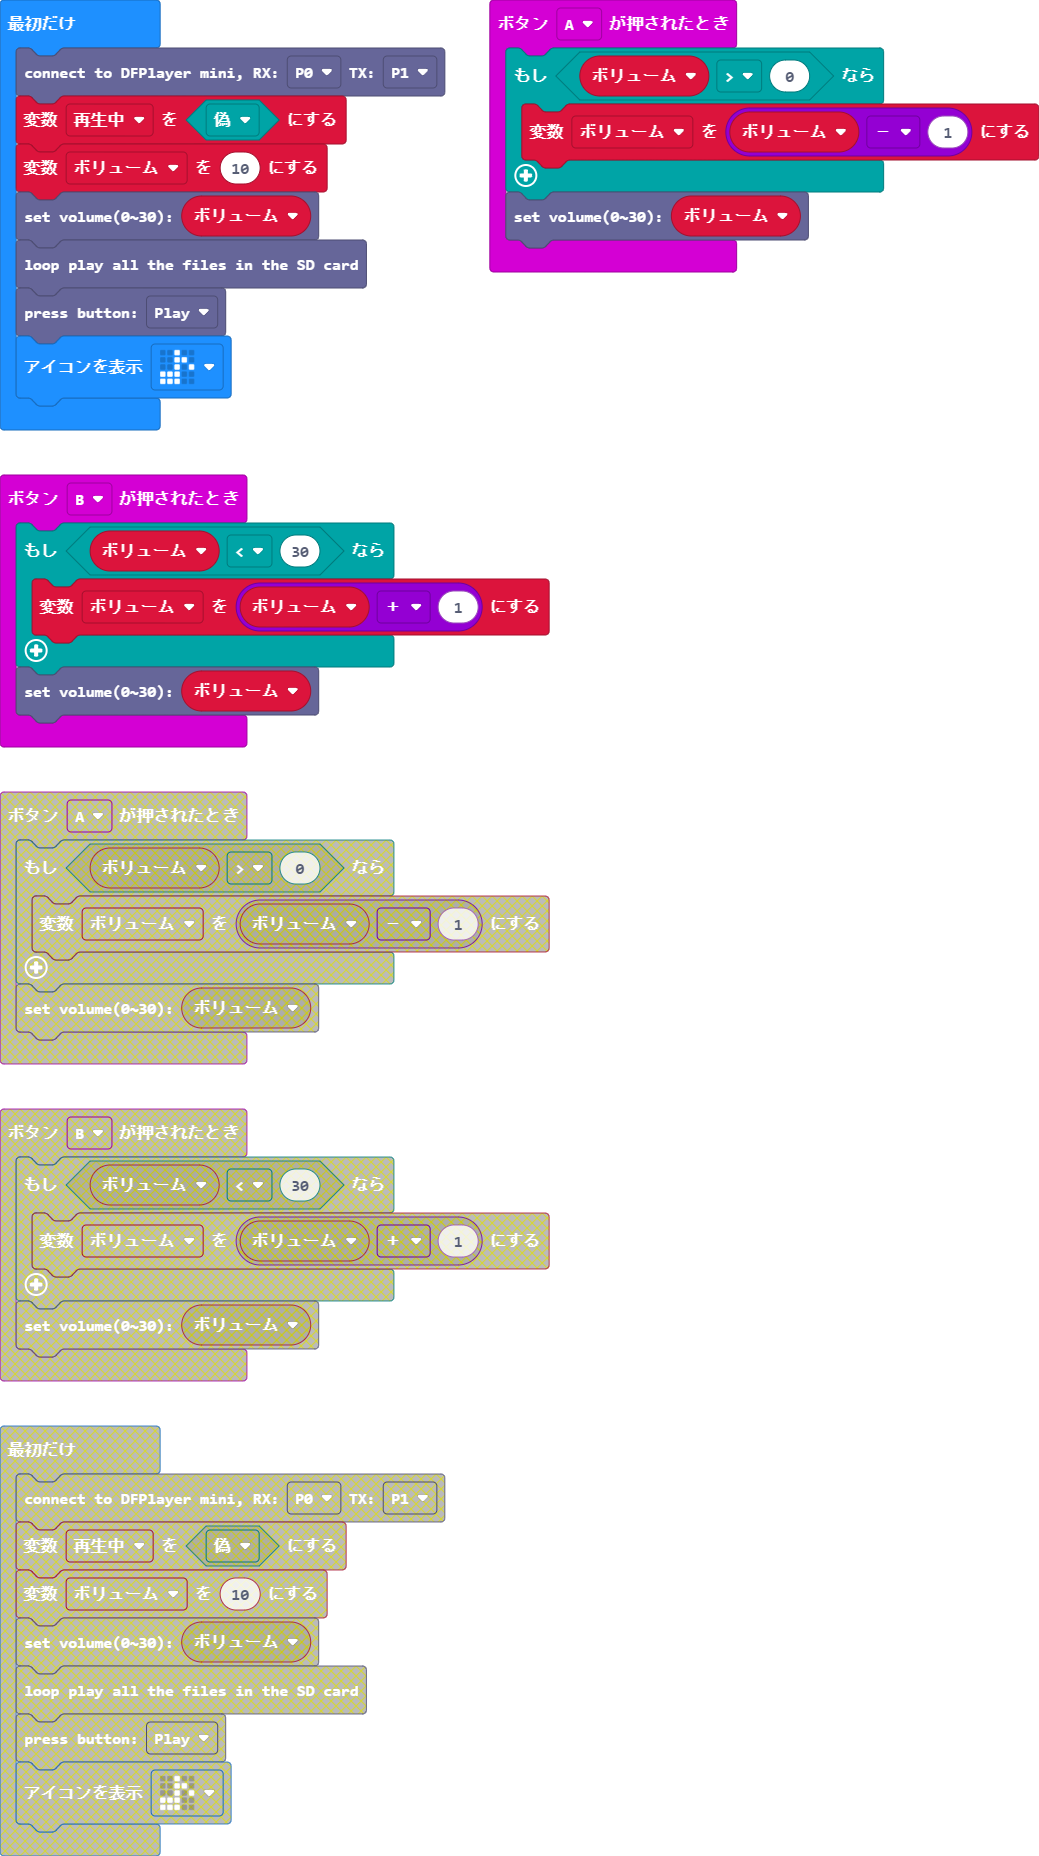 最初だけ
connect to DFPlayer mini, RX: P0 TX: P1
変数 再生中 を 偽 にする
変数 ボリューム を 10 にする
set volume(0~30): ボリューム
loop play all the files in the SD card
press button: Play
アイコンを表示
ボタン A が押されたとき
もし ボリューム > 0 なら
変数 ボリューム を ボリューム - 1 にする
set volume(0~30): ボリューム
ボタン B が押されたとき
もし ボリューム < 30 なら
変数 ボリューム を ボリューム + 1 にする
set volume(0~30): ボリューム
ボタン A が押されたとき
もし ボリューム > 0 なら
変数 ボリューム を ボリューム - 1 にする
set volume(0~30): ボリューム
ボタン B が押されたとき
もし ボリューム < 30 なら
変数 ボリューム を ボリューム + 1 にする
set volume(0~30): ボリューム
最初だけ
connect to DFPlayer mini, RX: P0 TX: P1
変数 再生中 を 偽 にする
変数 ボリューム を 10 にする
set volume(0~30): ボリューム
loop play all the files in the SD card
press button: Play
アイコンを表示